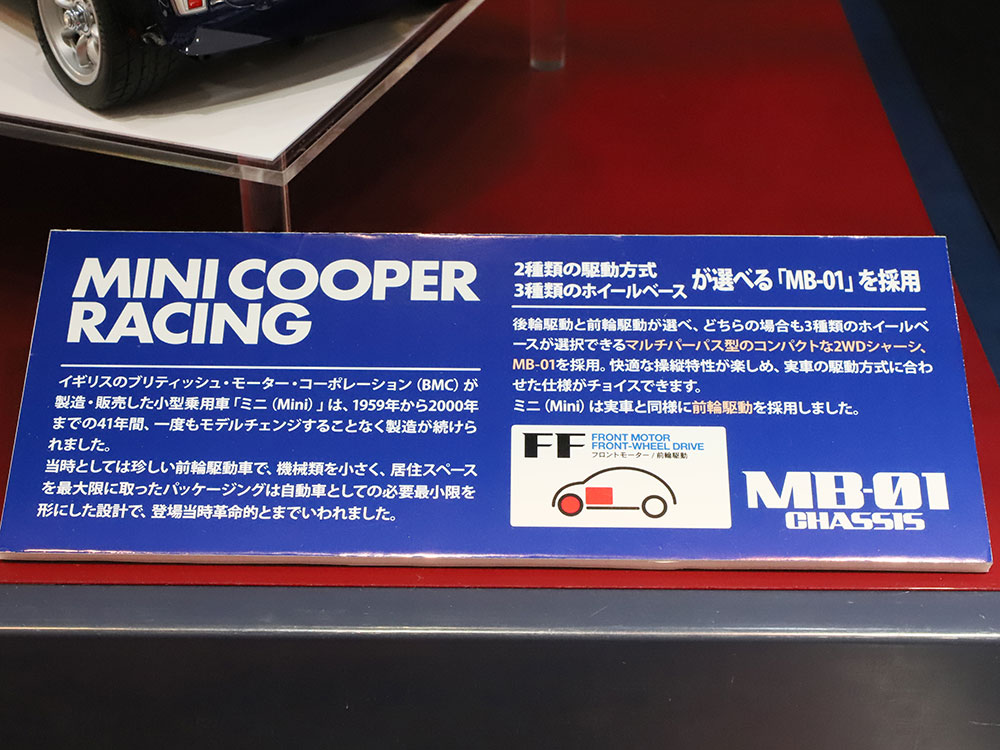 MINI COOPER
RACING
イギリスのブリティッシュ・モーター・コーポレーション(BMC)が
製造・販売した小型乗用車「ミニ(Mini)」は、1959年から2000年
までの41年間、一度もモデルチェンジすることなく製造が続けら
れました。
当時としては珍しい前輪駆動車で、機械類を小さく、居住スペース
を最大限に取ったパッケージングは自動車としての必要最小限を
形にした設計で、登場当時革命的とまでいわれました。
2種類の駆動方式
3種類のホイールベース
が選べる「MB-01」を採用
後輪駆動と前輪駆動が選べ、どちらの場合も3種類のホイールベ
ースが選択できるマルチパーパス型のコンパクトな2WDシャーシ、
MB-01を採用。快適な操縦特性が楽しめ、実車の駆動方式に合わ
せた仕様がチョイスできます。
ミニ(Mini)は実車と同様に前輪駆動を採用しました。
FF
FRONT MOTOR
FRONT-WHEEL DRIVE
フロントモーター/前輪駆動
MB-01
CHASSIS